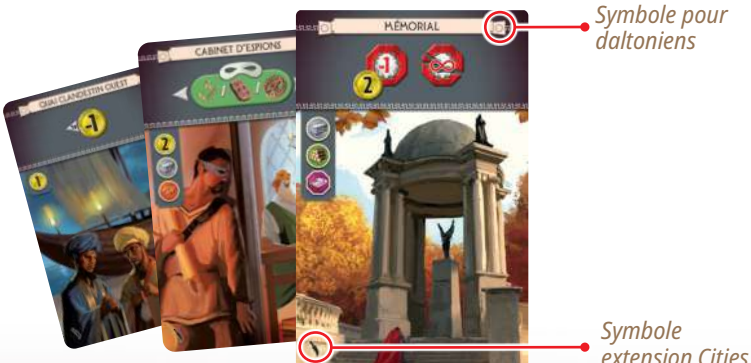 Symbole pour
daltoniens
MÉMORIAL
-1
2
CABINET D'ESPIONS
2
QUAI CLANDESTIN OUEST
-1
1
Symbole
extension Cities